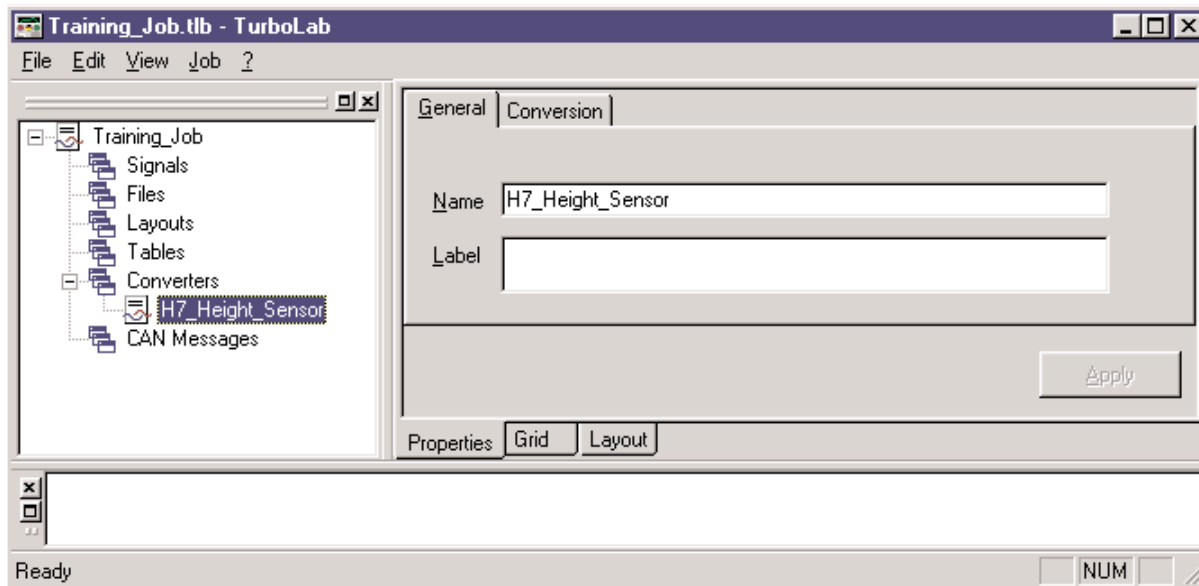 Training_Job.tlb - TurboLab
File Edit View Job ?
Training_Job
Signals
Files
Layouts
Tables
Converters
H7_Height_Sensor
CAN Messages
General Conversion
Name H7_Height_Sensor
Label
Apply
Properties Grid Layout
Ready NUM